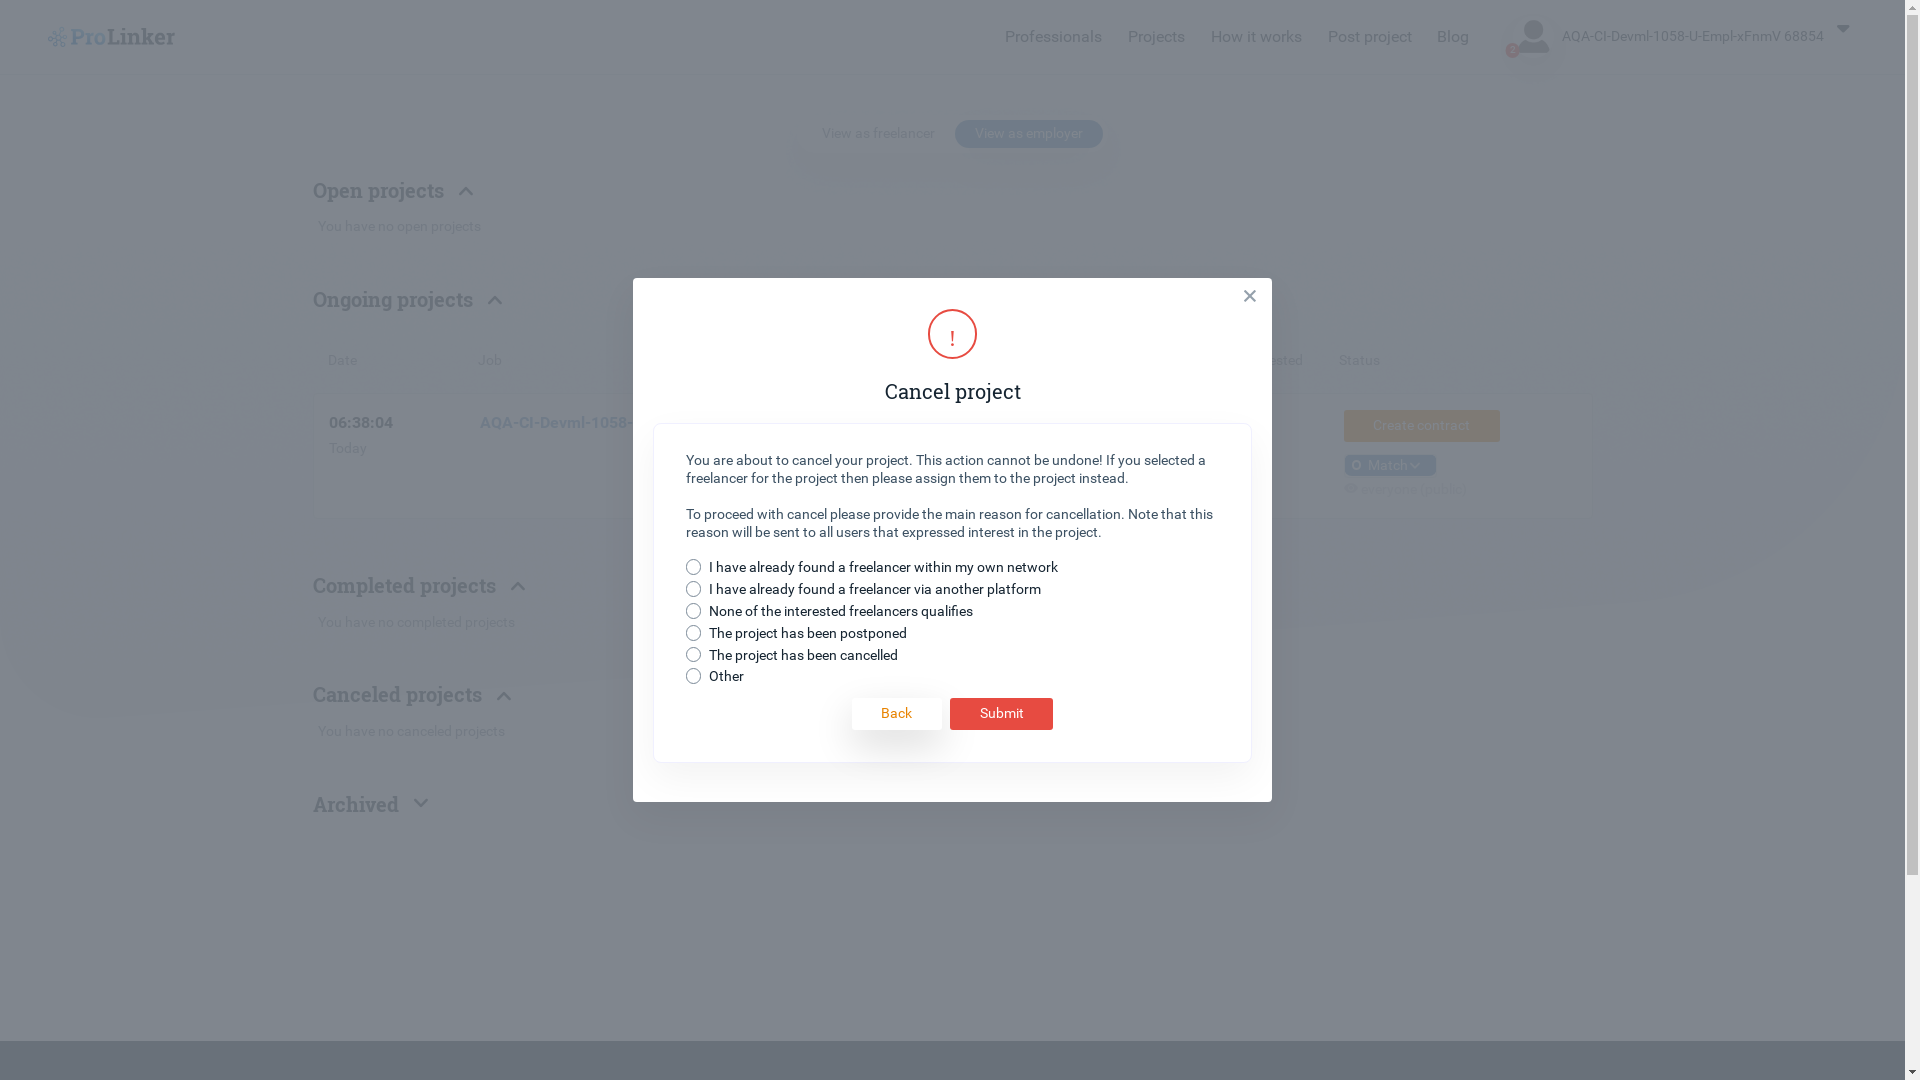 ProLinker
Professionals Projects How it works Post project Blog
2
AQA-CI-Devml-1058-U-Empl-xFnmV 68854
View as freelancer View as employer
Open projects
You have no open projects
Ongoing projects
Date Job Status
06:38:04 AQA-CI-Devml-1058- Create contract
Today
Match
Completed projects
You have no completed projects
Canceled projects
You have no canceled projects
Archived
!
Cancel project
You are about to cancel your project. This action cannot be undone! If you selected a
freelancer for the project then please assign them to the project instead.
To proceed with cancel please provide the main reason for cancellation. Note that this
reason will be sent to all users that expressed interest in the project.
I have already found a freelancer within my own network
I have already found a freelancer via another platform
None of the interested freelancers qualifies
The project has been postponed
The project has been cancelled
Other
Back Submit